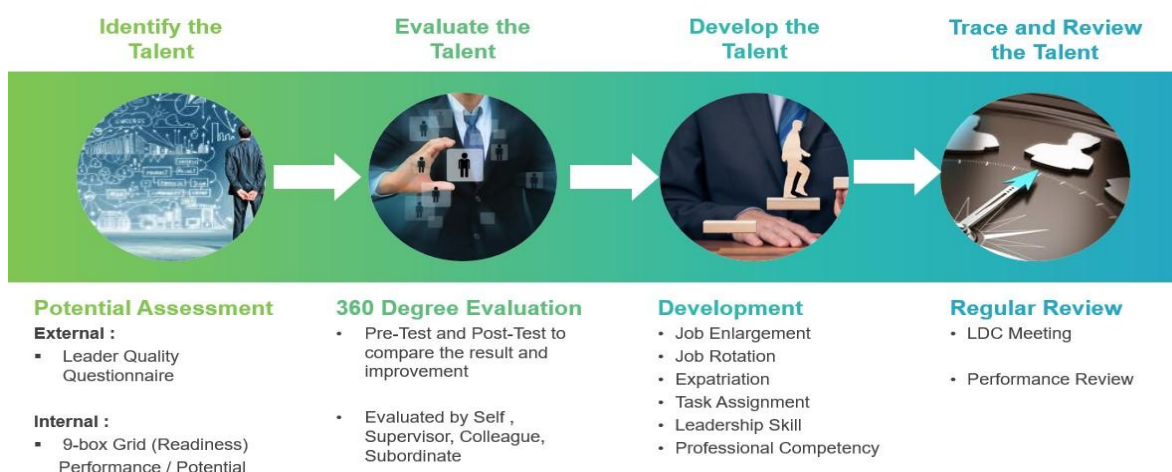 Identify the
Talent
Evaluate the
Talent
Develop the
Talent
Trace and Review
the Talent
Potential Assessment
External :
▪ Leader Quality
Questionnaire
Internal :
▪ 9-box Grid (Readiness)
Performance / Potential
360 Degree Evaluation
• Pre-Test and Post-Test to
compare the result and
improvement
• Evaluated by Self ,
Supervisor, Colleague,
Subordinate
Development
• Job Enlargement
• Job Rotation
• Expatriation
• Task Assignment
• Leadership Skill
• Professional Competency
Regular Review
• LDC Meeting
• Performance Review